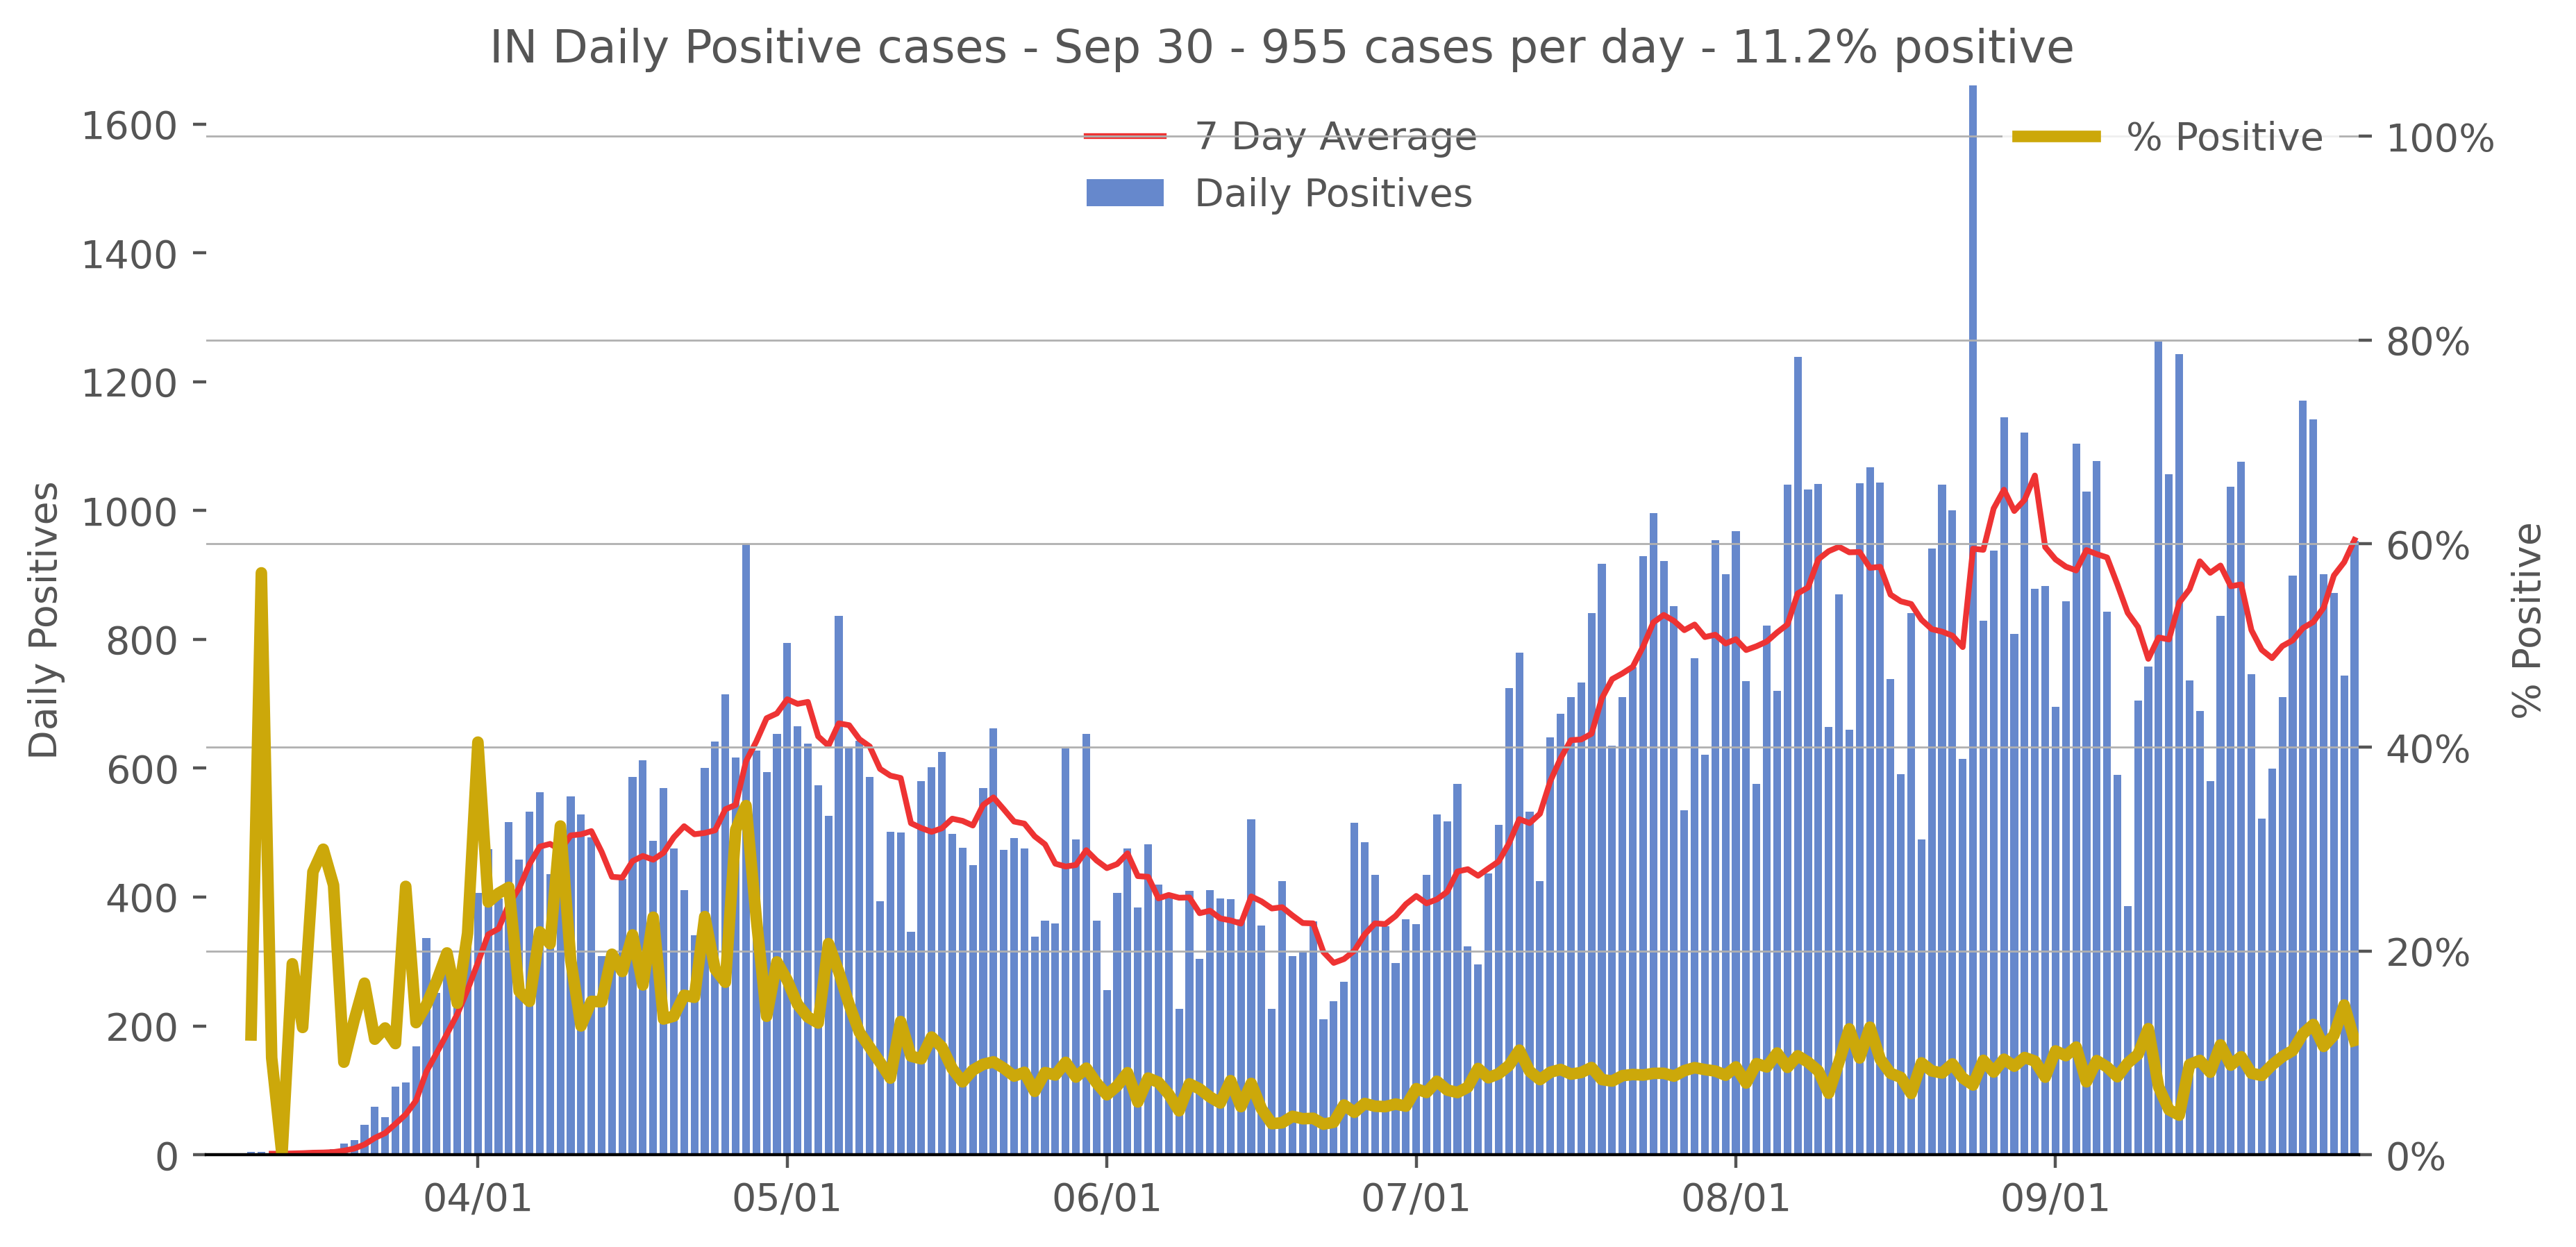 IN Daily Positive cases - Sep 30 - 955 cases per day - 11.2% positive
7 Day Average
Daily Positives
% Positive
Daily Positives
1600
1400
1200
1000
800
600
400
200
0
100%
80%
60%
40%
20%
0%
% Positive
04/01 05/01 06/01 07/01 08/01 09/01